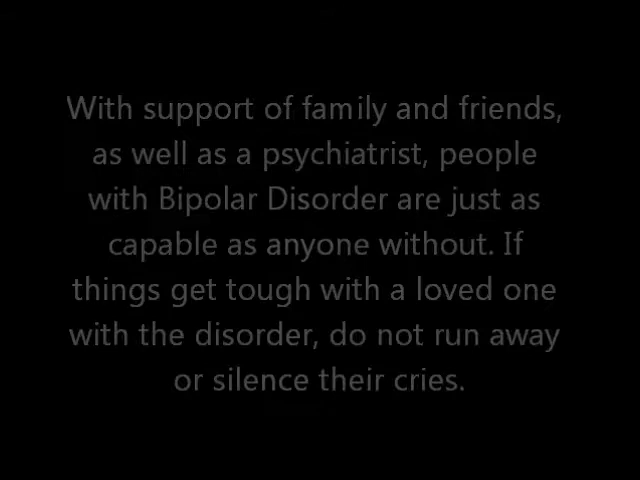 With support of family and friends,
as well as a psychiatrist, people
with Bipolar Disorder are just as
capable as anyone without. If
things get tough with a loved one
with the disorder, do not run away
or silence their cries.